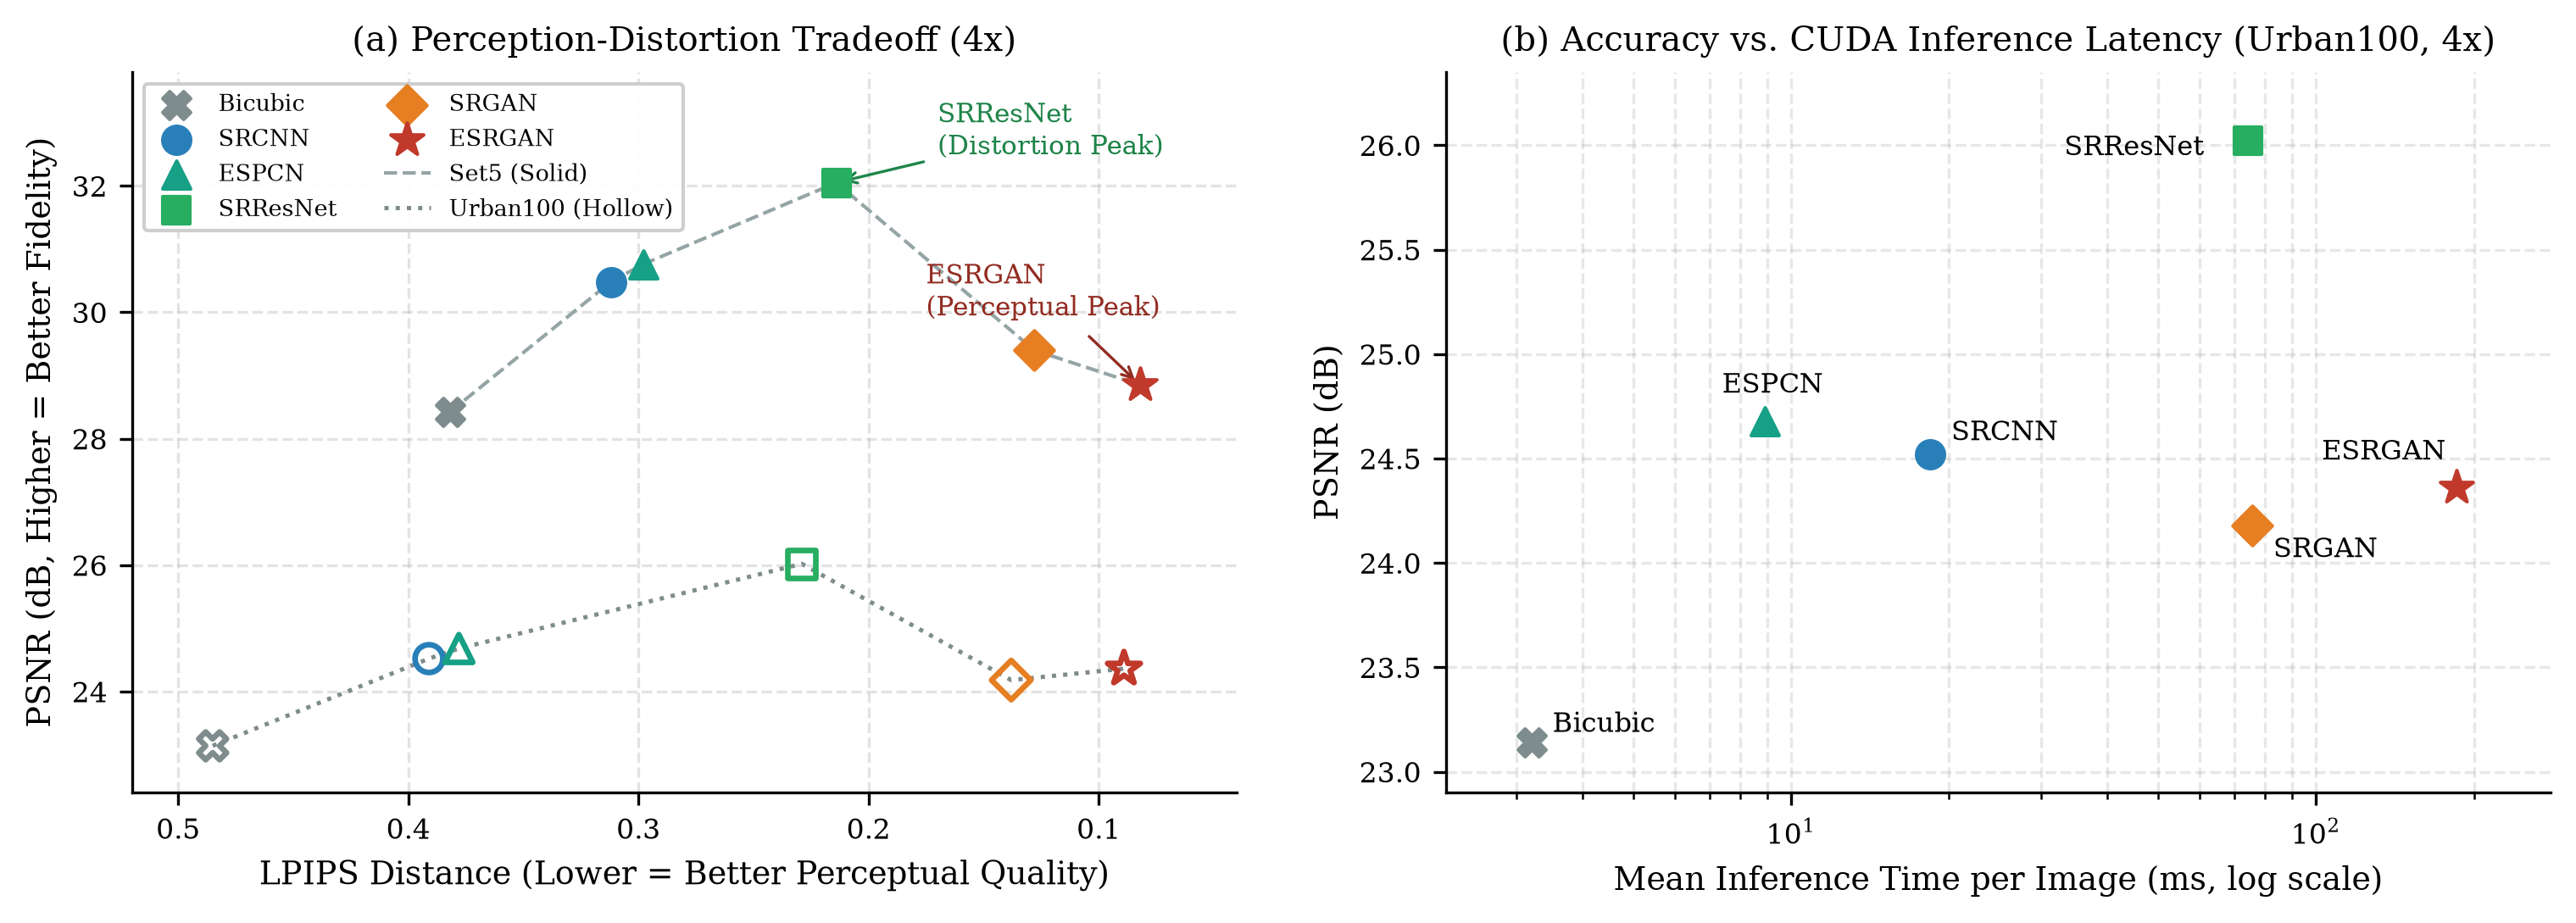 (a) Perception-Distortion Tradeoff (4x)
PSNR (dB, Higher = Better Fidelity)
32
30
28
26
24
Bicubic
SRCNN
ESPCN
SRResNet
SRGAN
ESRGAN
Set5 (Solid)
Urban100 (Hollow)
SRResNet
(Distortion Peak)
ESRGAN
(Perceptual Peak)
0.5
0.4
0.3
0.2
0.1
LPIPS Distance (Lower = Better Perceptual Quality)
(b) Accuracy vs. CUDA Inference Latency (Urban100, 4x)
PSNR (dB)
26.0
25.5
25.0
24.5
24.0
23.5
23.0
SRResNet
ESPCN
SRCNN
ESRGAN
SRGAN
Bicubic
10¹
10²
Mean Inference Time per Image (ms, log scale)